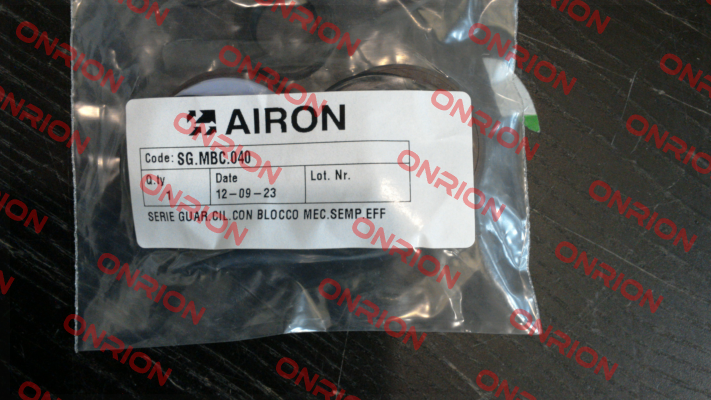 AIRON
Code: SG.MBC.040
Q.ty Date Lot. Nr.
1 12-09-23
SERIE GUAR.CIL.CON BLOCCO MEC.SEMP.EFF
ONRION